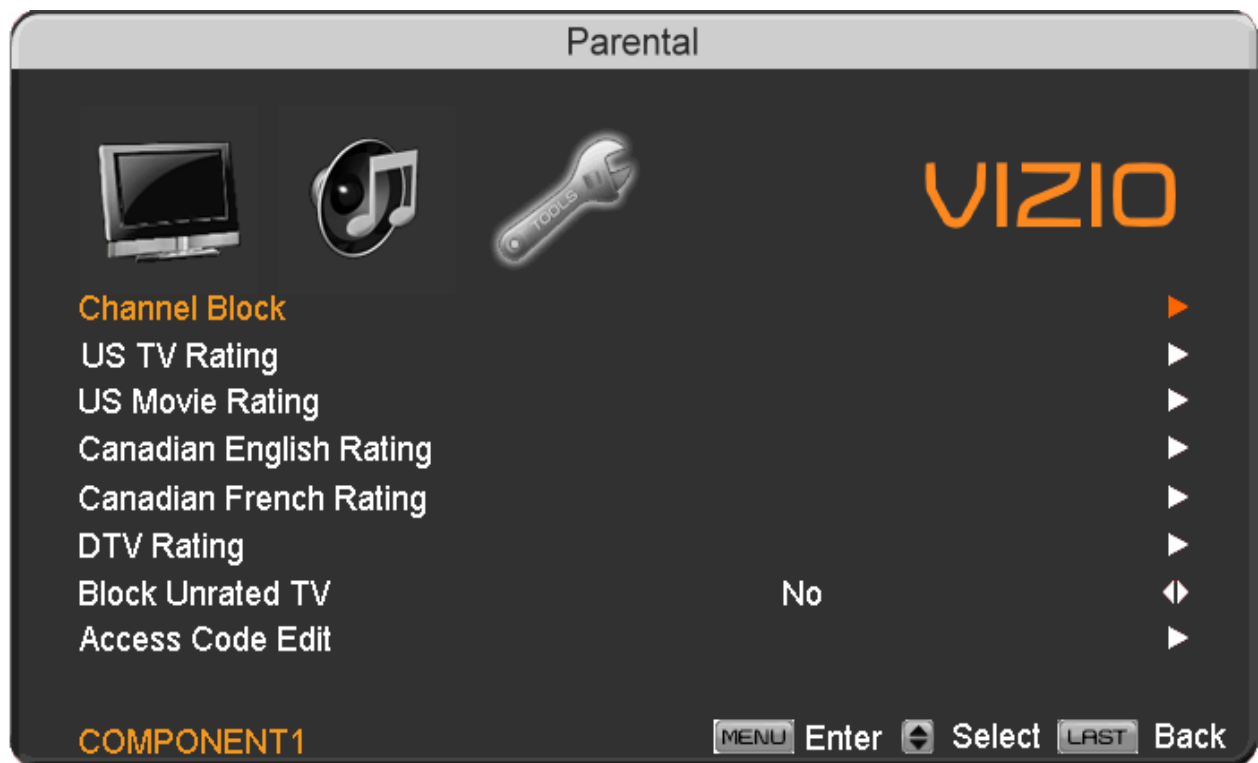 Parental
TOOLS
VIZIO
Channel Block
US TV Rating
US Movie Rating
Canadian English Rating
Canadian French Rating
DTV Rating
Block Unrated TV No
Access Code Edit
COMPONENT1 MENU Enter Select LAST Back